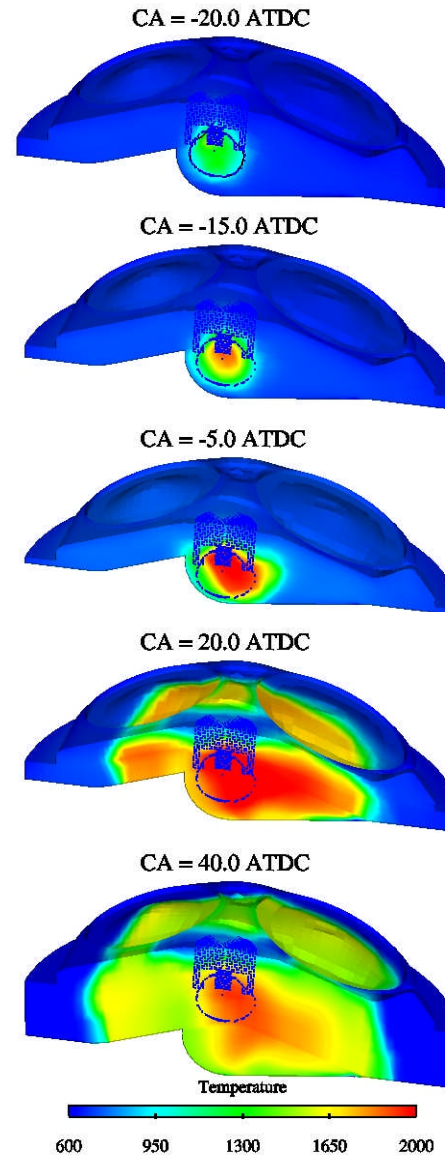 CA = -20.0 ATDC
CA = -15.0 ATDC
CA = -5.0 ATDC
CA = 20.0 ATDC
CA = 40.0 ATDC
Temperature
600 950 1300 1650 2000